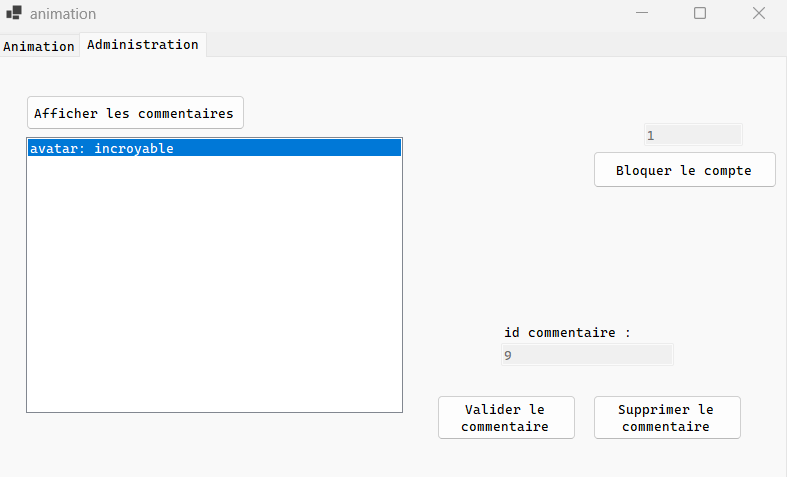 animation
Animation
Administration
Afficher les commentaires
avatar: incroyable
1
Bloquer le compte
id commentaire :
9
Valider le
commentaire
Supprimer le
commentaire